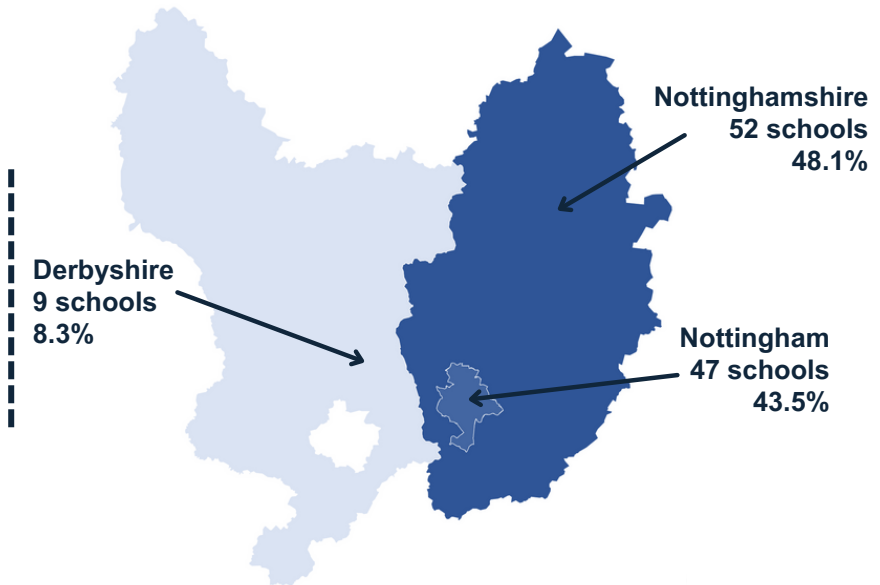 Nottinghamshire
52 schools
48.1%
Derbyshire
9 schools
8.3%
Nottingham
47 schools
43.5%